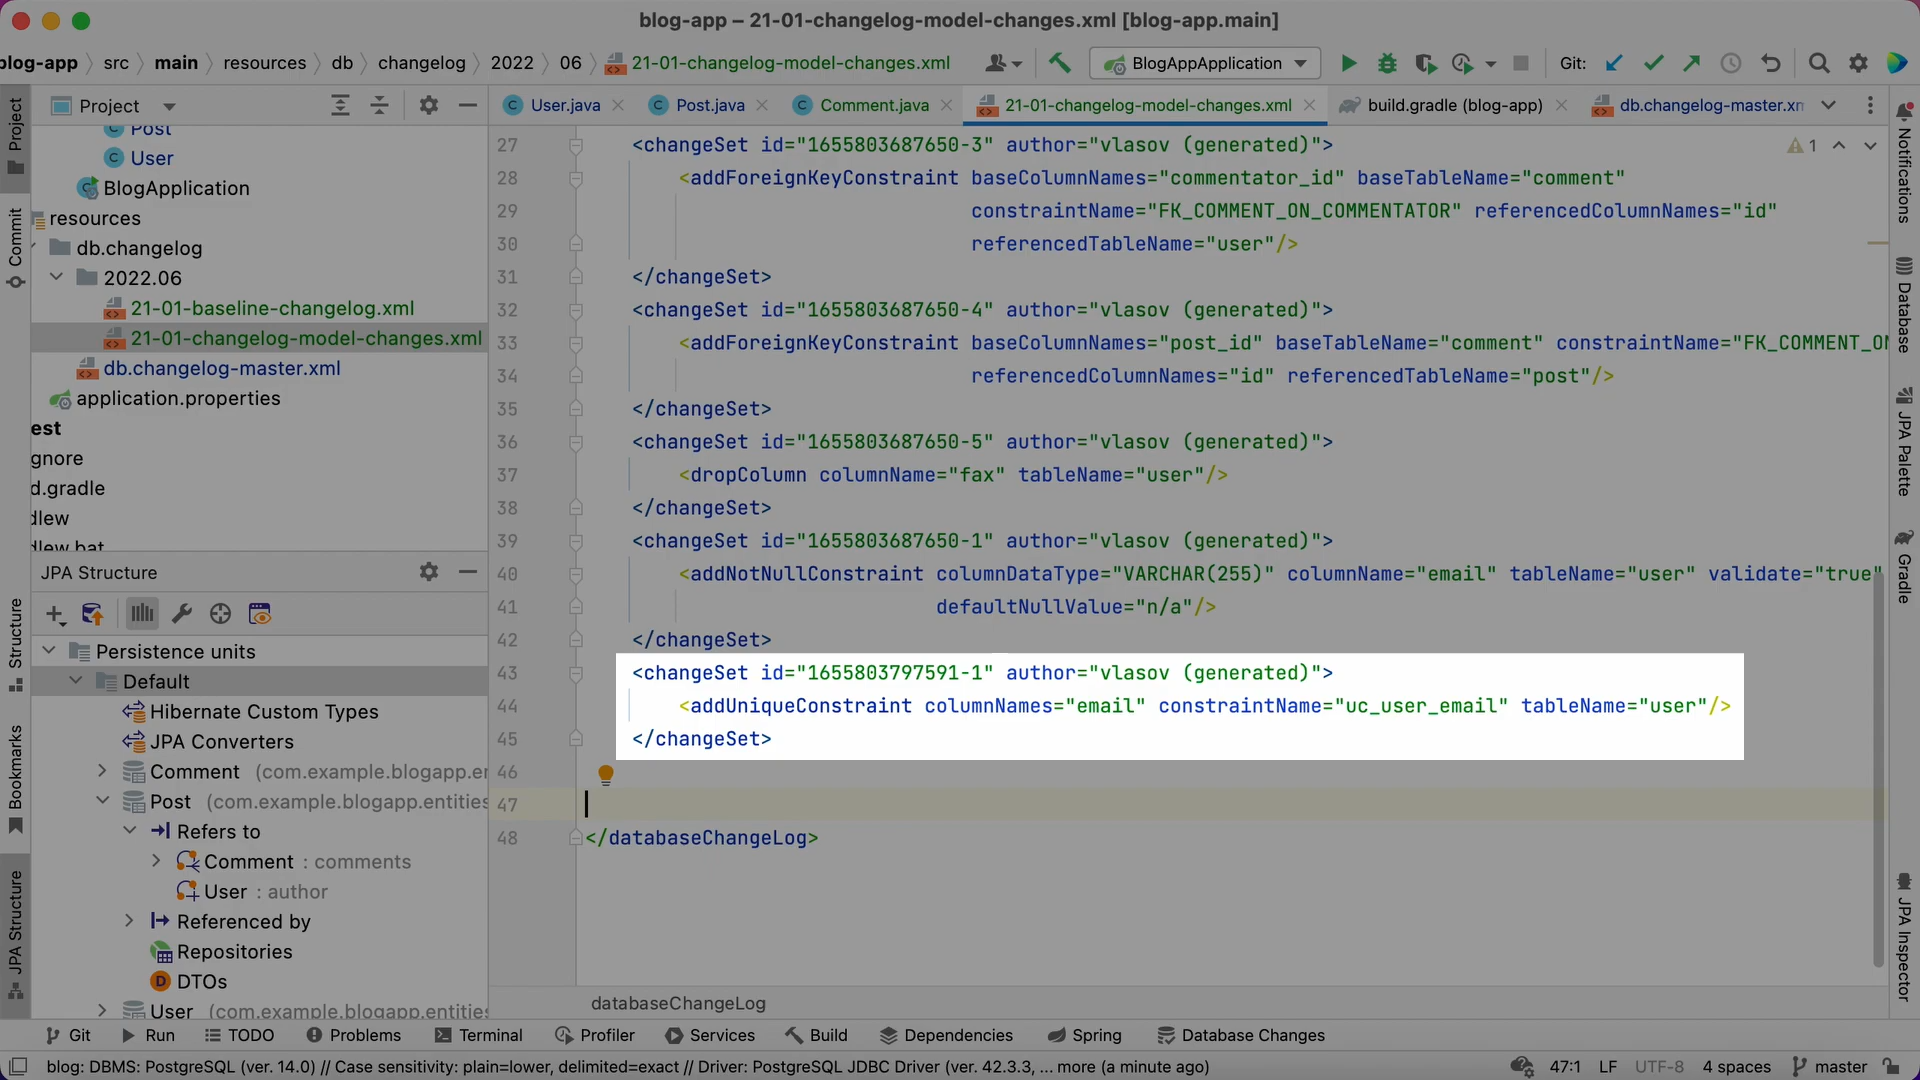 blog-app – 21-01-changelog-model-changes.xml [blog-app.main]
blog-app
src
main
resources
db
changelog
2022
06
21-01-changelog-model-changes.xml
BlogAppApplication
Git:
Project
User.java
Post.java
Comment.java
21-01-changelog-model-changes.xml
build.gradle (blog-app)
db.changelog-master.xm
Project
Commit
Structure
Bookmarks
JPA Structure
Post
User
BlogApplication
resources
db.changelog
2022.06
21-01-baseline-changelog.xml
21-01-changelog-model-changes.xml
db.changelog-master.xml
application.properties
est
gnore
d.gradle
dlew
dlew.bat
JPA Structure
Persistence units
Default
Hibernate Custom Types
JPA Converters
Comment (com.example.blogapp.en
Post (com.example.blogapp.entities
Refers to
Comment : comments
User : author
Referenced by
Repositories
DTOs
User (com.example.blogapp.entities
27 <changeSet id="1655803687650-3" author="vlasov (generated)">
28 <addForeignKeyConstraint baseColumnNames="commentator_id" baseTableName="comment"
29 constraintName="FK_COMMENT_ON_COMMENTATOR" referencedColumnNames="id"
30 referencedTableName="user"/>
31 </changeSet>
32 <changeSet id="1655803687650-4" author="vlasov (generated)">
33 <addForeignKeyConstraint baseColumnNames="post_id" baseTableName="comment" constraintName="FK_COMMENT_ON
34 referencedColumnNames="id" referencedTableName="post"/>
35 </changeSet>
36 <changeSet id="1655803687650-5" author="vlasov (generated)">
37 <dropColumn columnName="fax" tableName="user"/>
38 </changeSet>
39 <changeSet id="1655803687650-1" author="vlasov (generated)">
40 <addNotNullConstraint columnDataType="VARCHAR(255)" columnName="email" tableName="user" validate="true"
41 defaultNullValue="n/a"/>
42 </changeSet>
43 <changeSet id="1655803797591-1" author="vlasov (generated)">
44 <addUniqueConstraint columnNames="email" constraintName="uc_user_email" tableName="user"/>
45 </changeSet>
46
47
48 </databaseChangeLog>
1
databaseChangeLog
Notifications
Database
JPA Palette
Gradle
JPA Inspector
Git
Run
TODO
Problems
Terminal
Profiler
Services
Build
Dependencies
Spring
Database Changes
blog: DBMS: PostgreSQL (ver. 14.0) // Case sensitivity: plain=lower, delimited=exact // Driver: PostgreSQL JDBC Driver (ver. 42.3.3, ... more (a minute ago)
47:1
LF
UTF-8
4 spaces
master